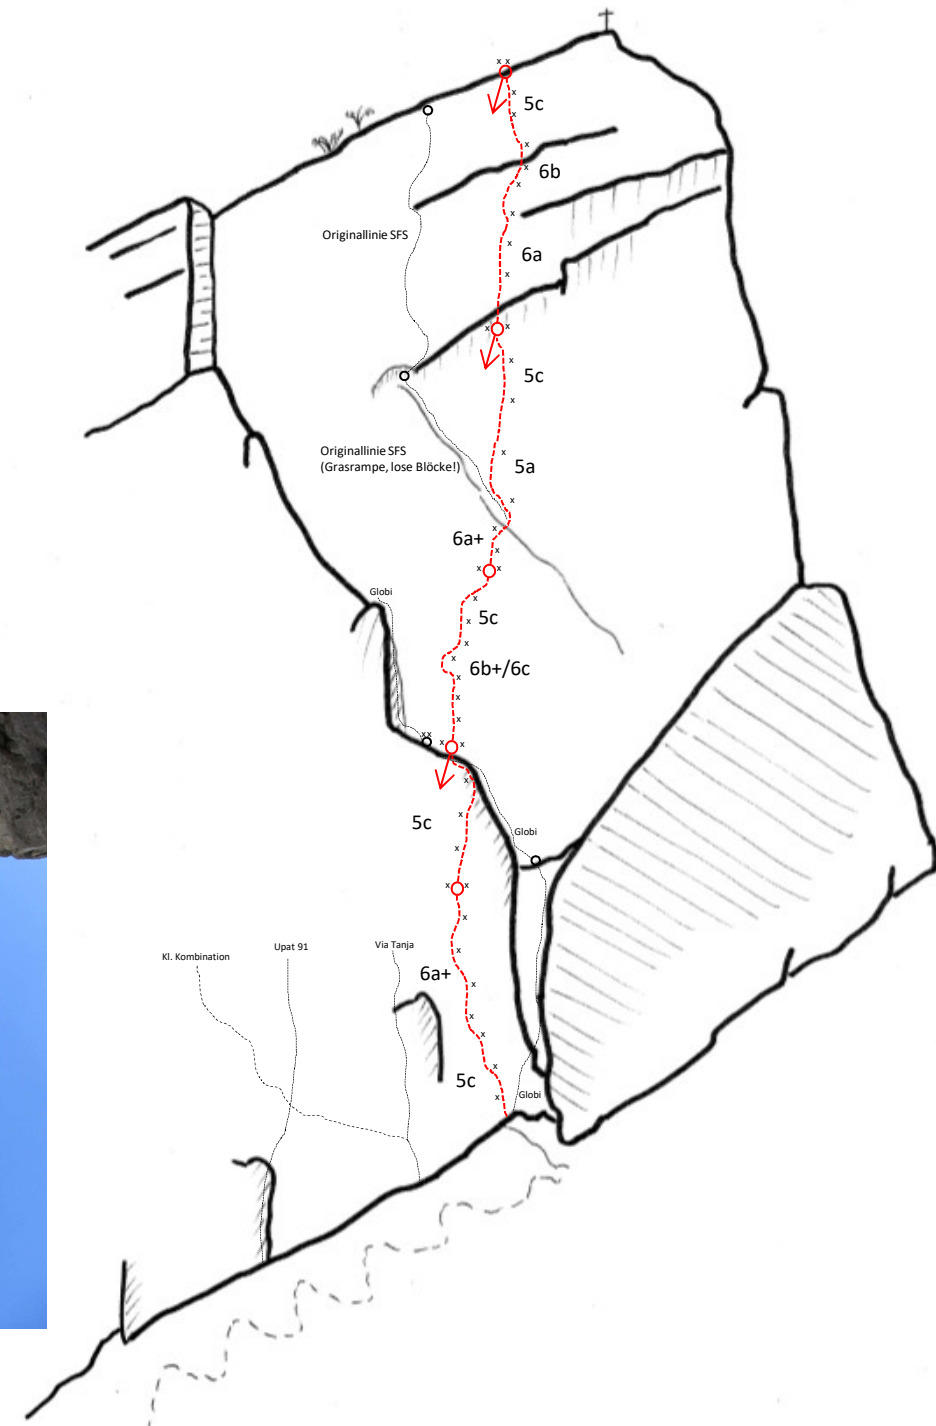 5c
6b
Originallinie SFS
6a
5c
Originallinie SFS
(Grasrampe, lose Blöcke!)
5a
6a+
Globi
5c
6b+/6c
5c
Globi
Kl. Kombination
Upat 91
Via Tanja
6a+
5c
Globi